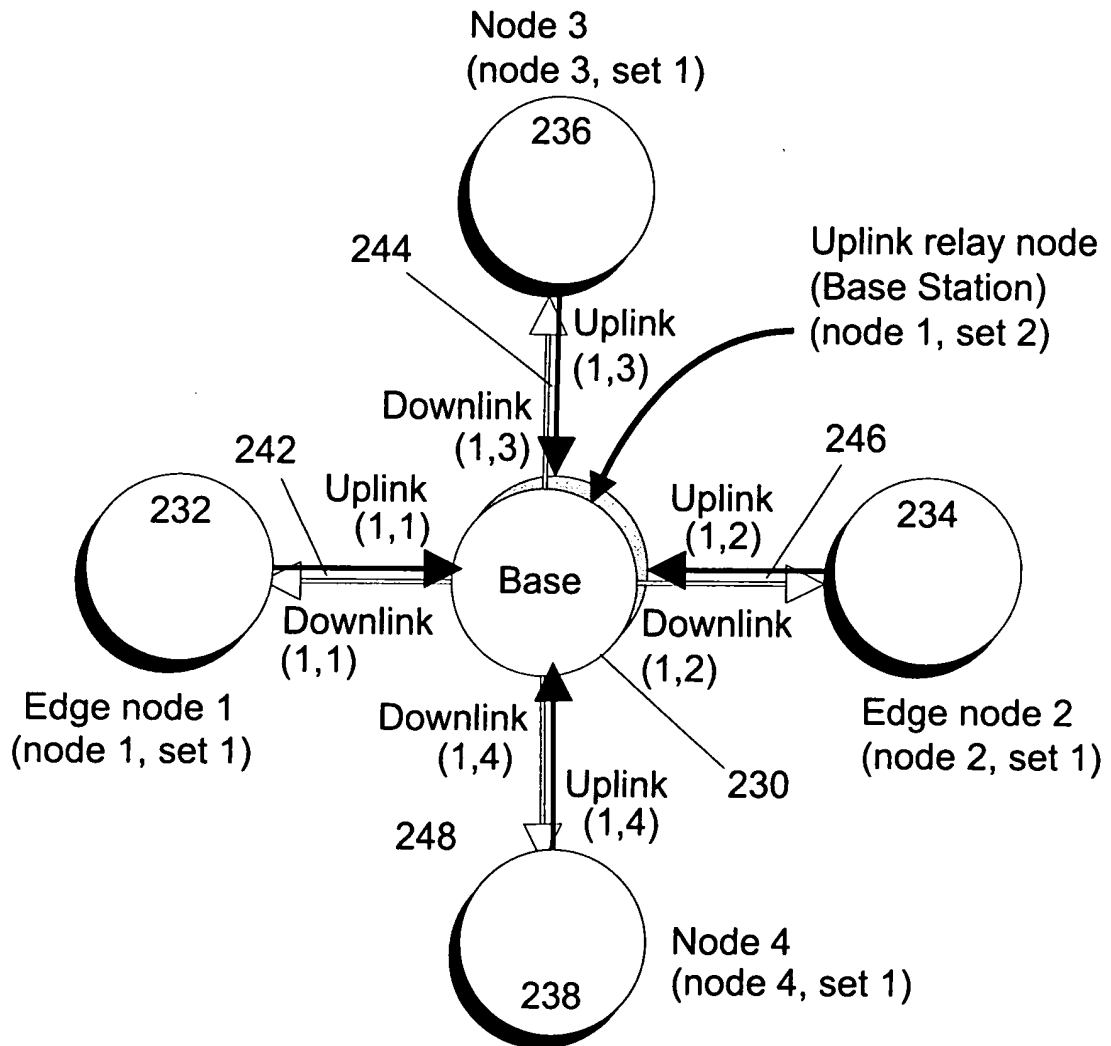 Node 3
(node 3, set 1)
236
244
Uplink relay node
(Base Station)
(node 1, set 2)
Uplink
(1,3)
Downlink
(1,3)
242
246
232
Uplink
(1,1)
Uplink
(1,2)
234
Base
Downlink
(1,1)
Downlink
(1,2)
Edge node 1
(node 1, set 1)
Downlink
(1,4)
Edge node 2
(node 2, set 1)
Uplink
(1,4)
230
248
Node 4
(node 4, set 1)
238